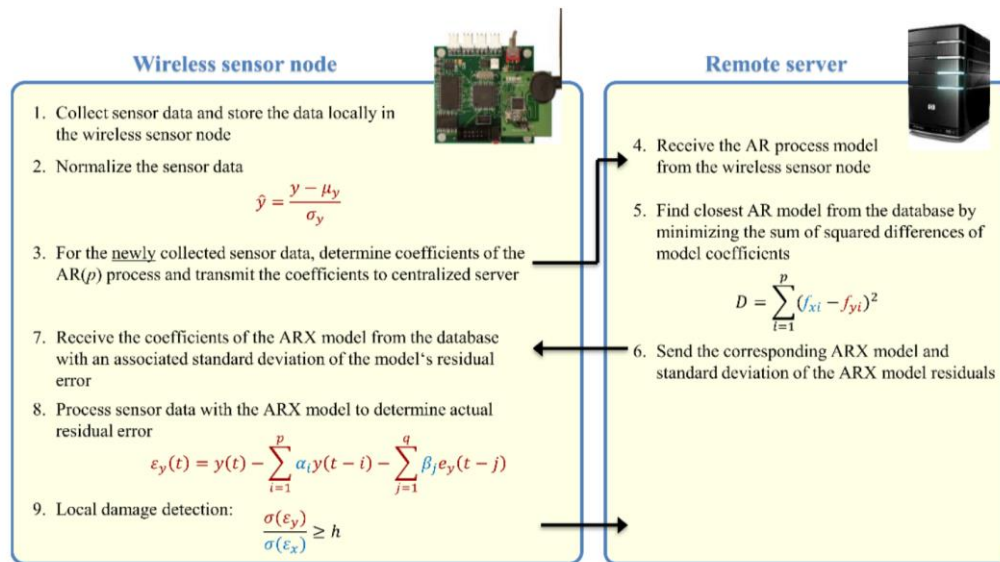 Wireless sensor node
1. Collect sensor data and store the data locally in
the wireless sensor node
2. Normalize the sensor data
ŷ = (y − μ_y) / σ_y
3. For the newly collected sensor data, determine coefficients of the
AR(p) process and transmit the coefficients to centralized server
7. Receive the coefficients of the ARX model from the database
with an associated standard deviation of the model's residual
error
8. Process sensor data with the ARX model to determine actual
residual error
ε_y(t) = y(t) − ∑_{i=1}^{p} α_i y(t − i) − ∑_{j=1}^{q} β_j e_y(t − j)
9. Local damage detection:
σ(ε_y) / σ(ε_x) ≥ h
Remote server
4. Receive the AR process model
from the wireless sensor node
5. Find closest AR model from the database by
minimizing the sum of squared differences of
model coefficients
D = ∑_{i=1}^{p} (f_{xi} − f_{yi})²
6. Send the corresponding ARX model and
standard deviation of the ARX model residuals